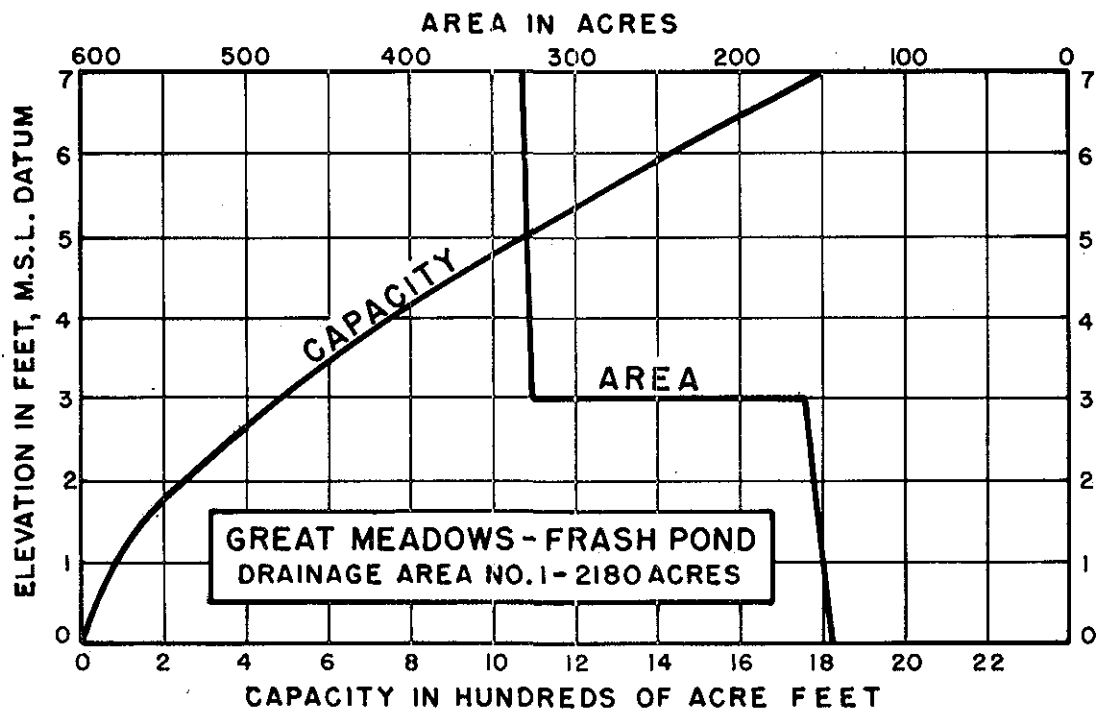 AREA IN ACRES
600 500 400 300 200 100 0
7 7
6 6
5 5
4 4
3 3
2 2
1 1
0 0
ELEVATION IN FEET, M.S.L. DATUM
CAPACITY
AREA
GREAT MEADOWS-FRASH POND
DRAINAGE AREA NO.1-2180 ACRES
0 2 4 6 8 10 12 14 16 18 20 22
CAPACITY IN HUNDREDS OF ACRE FEET